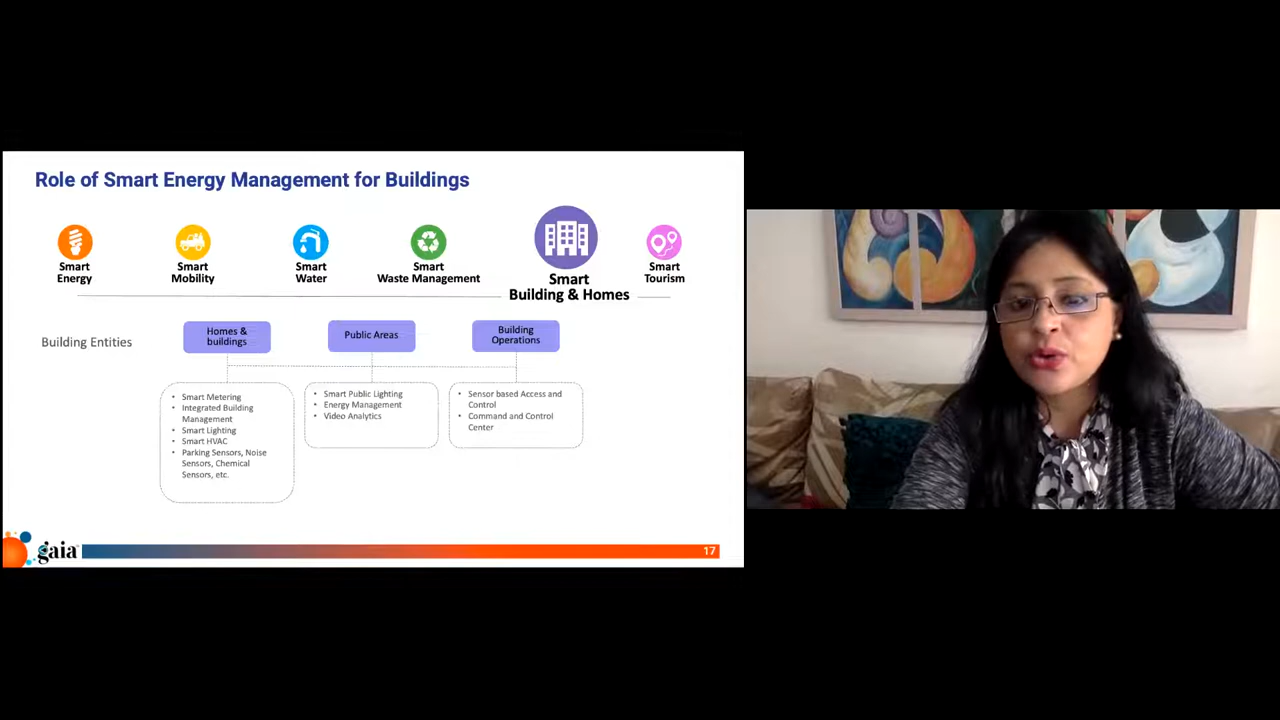 Role of Smart Energy Management for Buildings
Smart
Energy
Smart
Mobility
Smart
Water
Smart
Waste Management
Smart
Building & Homes
Smart
Tourism
Building Entities
Homes &
buildings
Public Areas
Building
Operations
• Smart Metering
• Integrated Building
Management
• Smart Lighting
• Smart HVAC
• Parking Sensors, Noise
Sensors, Chemical
Sensors, etc.
• Smart Public Lighting
• Energy Management
• Video Analytics
• Sensor based Access and
Control
• Command and Control
Center
gaia
17